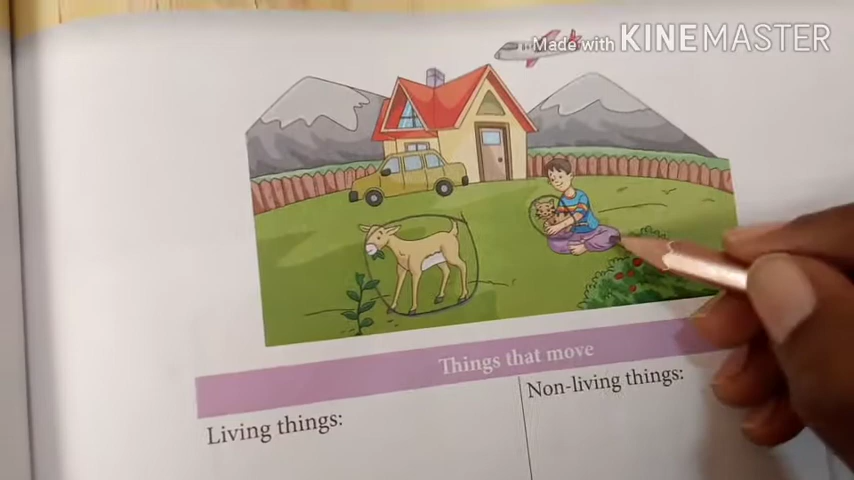 Made with KINEMASTER
Things that move
Living things:
Non-living things: